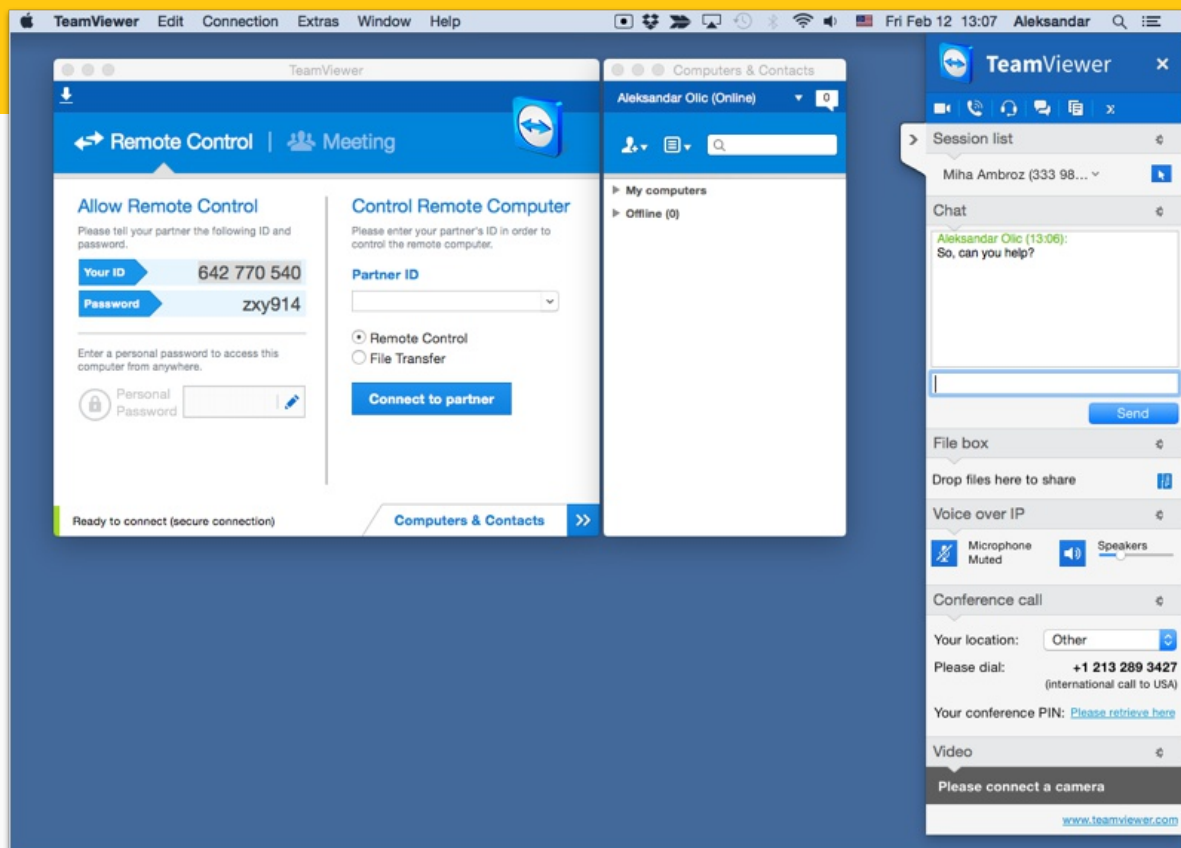 TeamViewer Edit Connection Extras Window Help
Fri Feb 12 13:07 Aleksandar
TeamViewer
Remote Control | Meeting
Allow Remote Control
Please tell your partner the following ID and
password.
Your ID 642 770 540
Password zxy914
Enter a personal password to access this
computer from anywhere.
Personal
Password
Control Remote Computer
Please enter your partner's ID in order to
control the remote computer.
Partner ID
Remote Control
File Transfer
Connect to partner
Ready to connect (secure connection)
Computers & Contacts
Computers & Contacts
Aleksandar Olic (Online)
0
My computers
Offline (0)
TeamViewer
Session list
Miha Ambroz (333 98...
Chat
Aleksandar Olic (13:06):
So, can you help?
Send
File box
Drop files here to share
Voice over IP
Microphone
Muted
Speakers
Conference call
Your location: Other
Please dial: +1 213 289 3427
(international call to USA)
Your conference PIN: Please retrieve here
Video
Please connect a camera
www.teamviewer.com